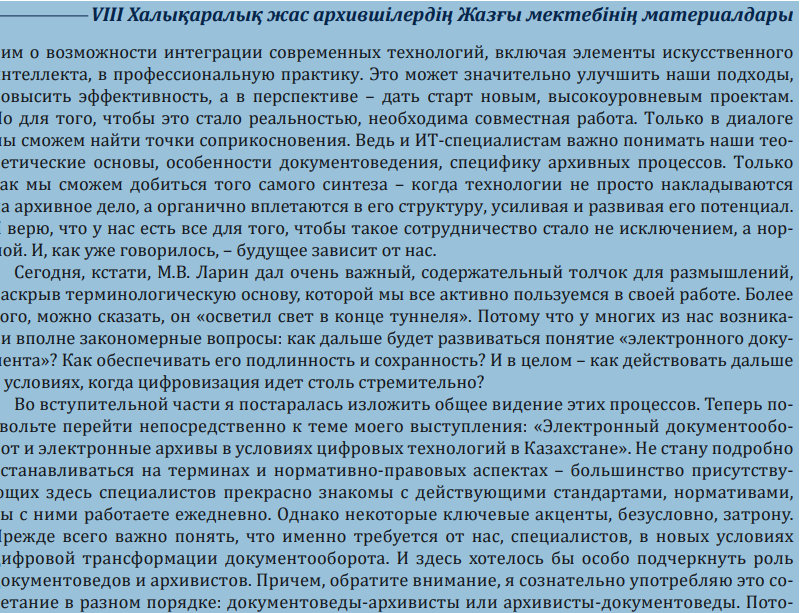 VIII Халықаралық жас архившілердің Жазғы мектебінің материалдары
им о возможности интеграции современных технологий, включая элементы искусственного
нтеллекта, в профессиональную практику. Это может значительно улучшить наши подходы,
овысить эффективность, а в перспективе – дать старт новым, высокоуровневым проектам.
Но для того, чтобы это стало реальностью, необходима совместная работа. Только в диалоге
ы сможем найти точки соприкосновения. Ведь и ИТ-специалистам важно понимать наши тео-
етические основы, особенности документоведения, специфику архивных процессов. Только
ак мы сможем добиться того самого синтеза – когда технологии не просто накладываются
а архивное дело, а органично вплетаются в его структуру, усиливая и развивая его потенциал.
верю, что у нас есть все для того, чтобы такое сотрудничество стало не исключением, а нор-
ой. И, как уже говорилось, – будущее зависит от нас.
Сегодня, кстати, М.В. Ларин дал очень важный, содержательный толчок для размышлений,
аскрыв терминологическую основу, которой мы все активно пользуемся в своей работе. Более
ого, можно сказать, он «осветил свет в конце туннеля». Потому что у многих из нас возника-
и вполне закономерные вопросы: как дальше будет развиваться понятие «электронного доку-
мента»? Как обеспечивать его подлинность и сохранность? И в целом – как действовать дальше
условиях, когда цифровизация идет столь стремительно?
Во вступительной части я постаралась изложить общее видение этих процессов. Теперь по-
вольте перейти непосредственно к теме моего выступления: «Электронный документообо-
от и электронные архивы в условиях цифровых технологий в Казахстане». Не стану подробно
станавливаться на терминах и нормативно-правовых аспектах – большинство присутству-
ющих здесь специалистов прекрасно знакомы с действующими стандартами, нормативами,
ы с ними работаете ежедневно. Однако некоторые ключевые акценты, безусловно, затрону.
Прежде всего важно понять, что именно требуется от нас, специалистов, в новых условиях
цифровой трансформации документооборота. И здесь хотелось бы особо подчеркнуть роль
окументоведов и архивистов. Причем, обратите внимание, я сознательно употребляю это со-
етание в разном порядке: документоведы-архивисты или архивисты-документоведы. Пото-